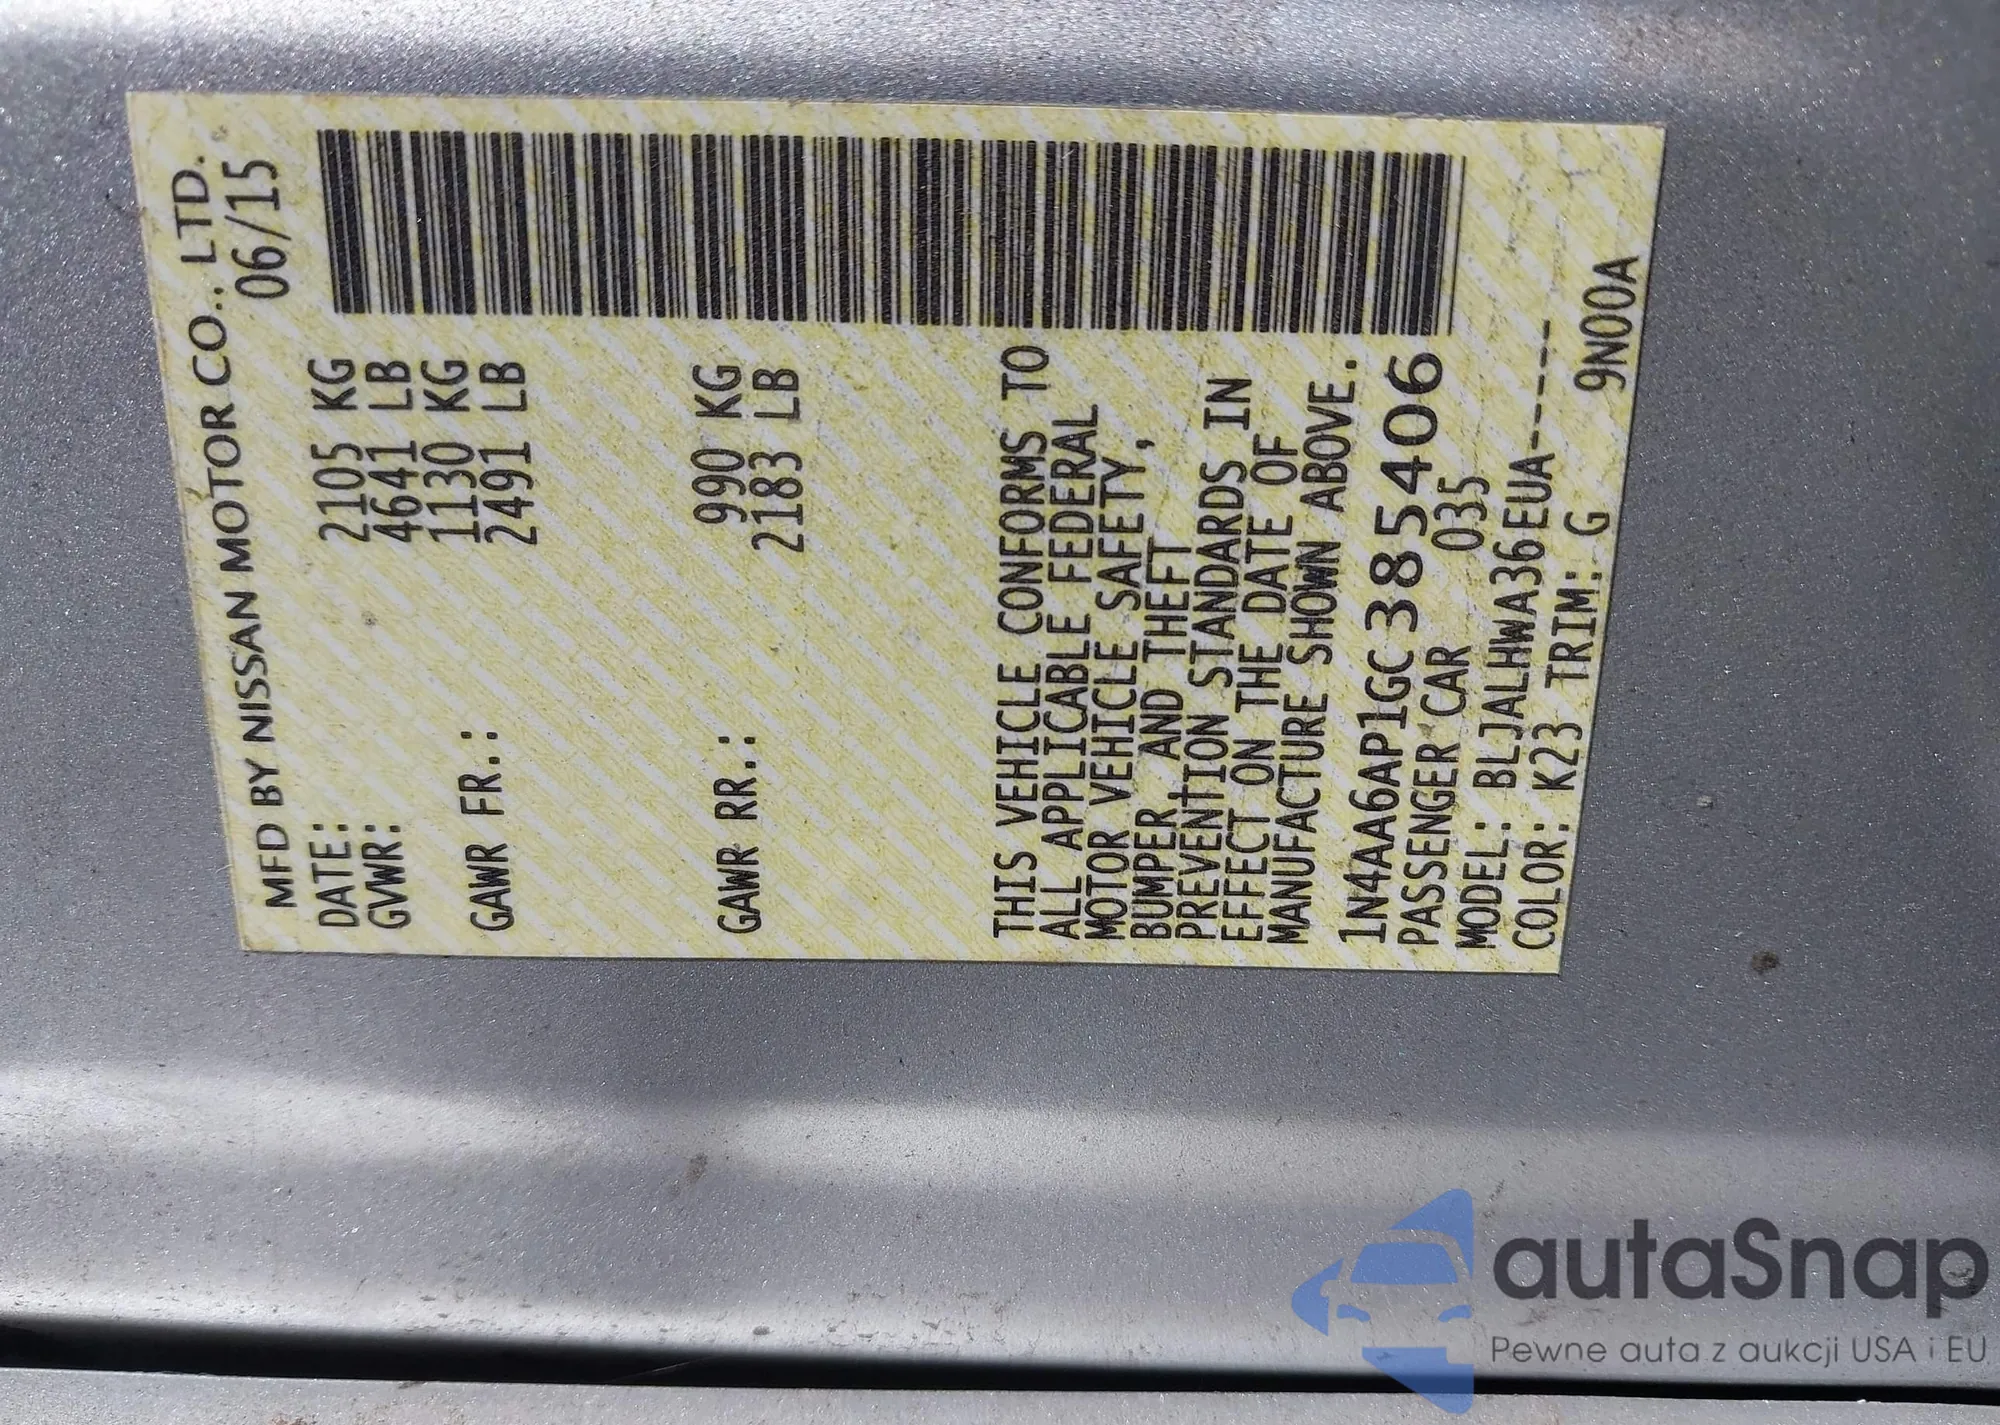 MFD BY NISSAN MOTOR CO., LTD.
DATE: 06/15
GVWR: 2105 KG
4641 LB
GAWR FR.: 1130 KG
2491 LB
GAWR RR.: 990 KG
2183 LB
THIS VEHICLE CONFORMS TO
ALL APPLICABLE FEDERAL
MOTOR VEHICLE SAFETY,
BUMPER AND THEFT
PREVENTION STANDARDS IN
EFFECT ON THE DATE OF
MANUFACTURE SHOWN ABOVE.
1N4AA6AP1GC385406
PASSENGER CAR 035
MODEL: BLJALHWA36EUA-----
COLOR: K23 TRIM: G 9N00A
autaSnap
Pewne auta z aukcji USA i EU